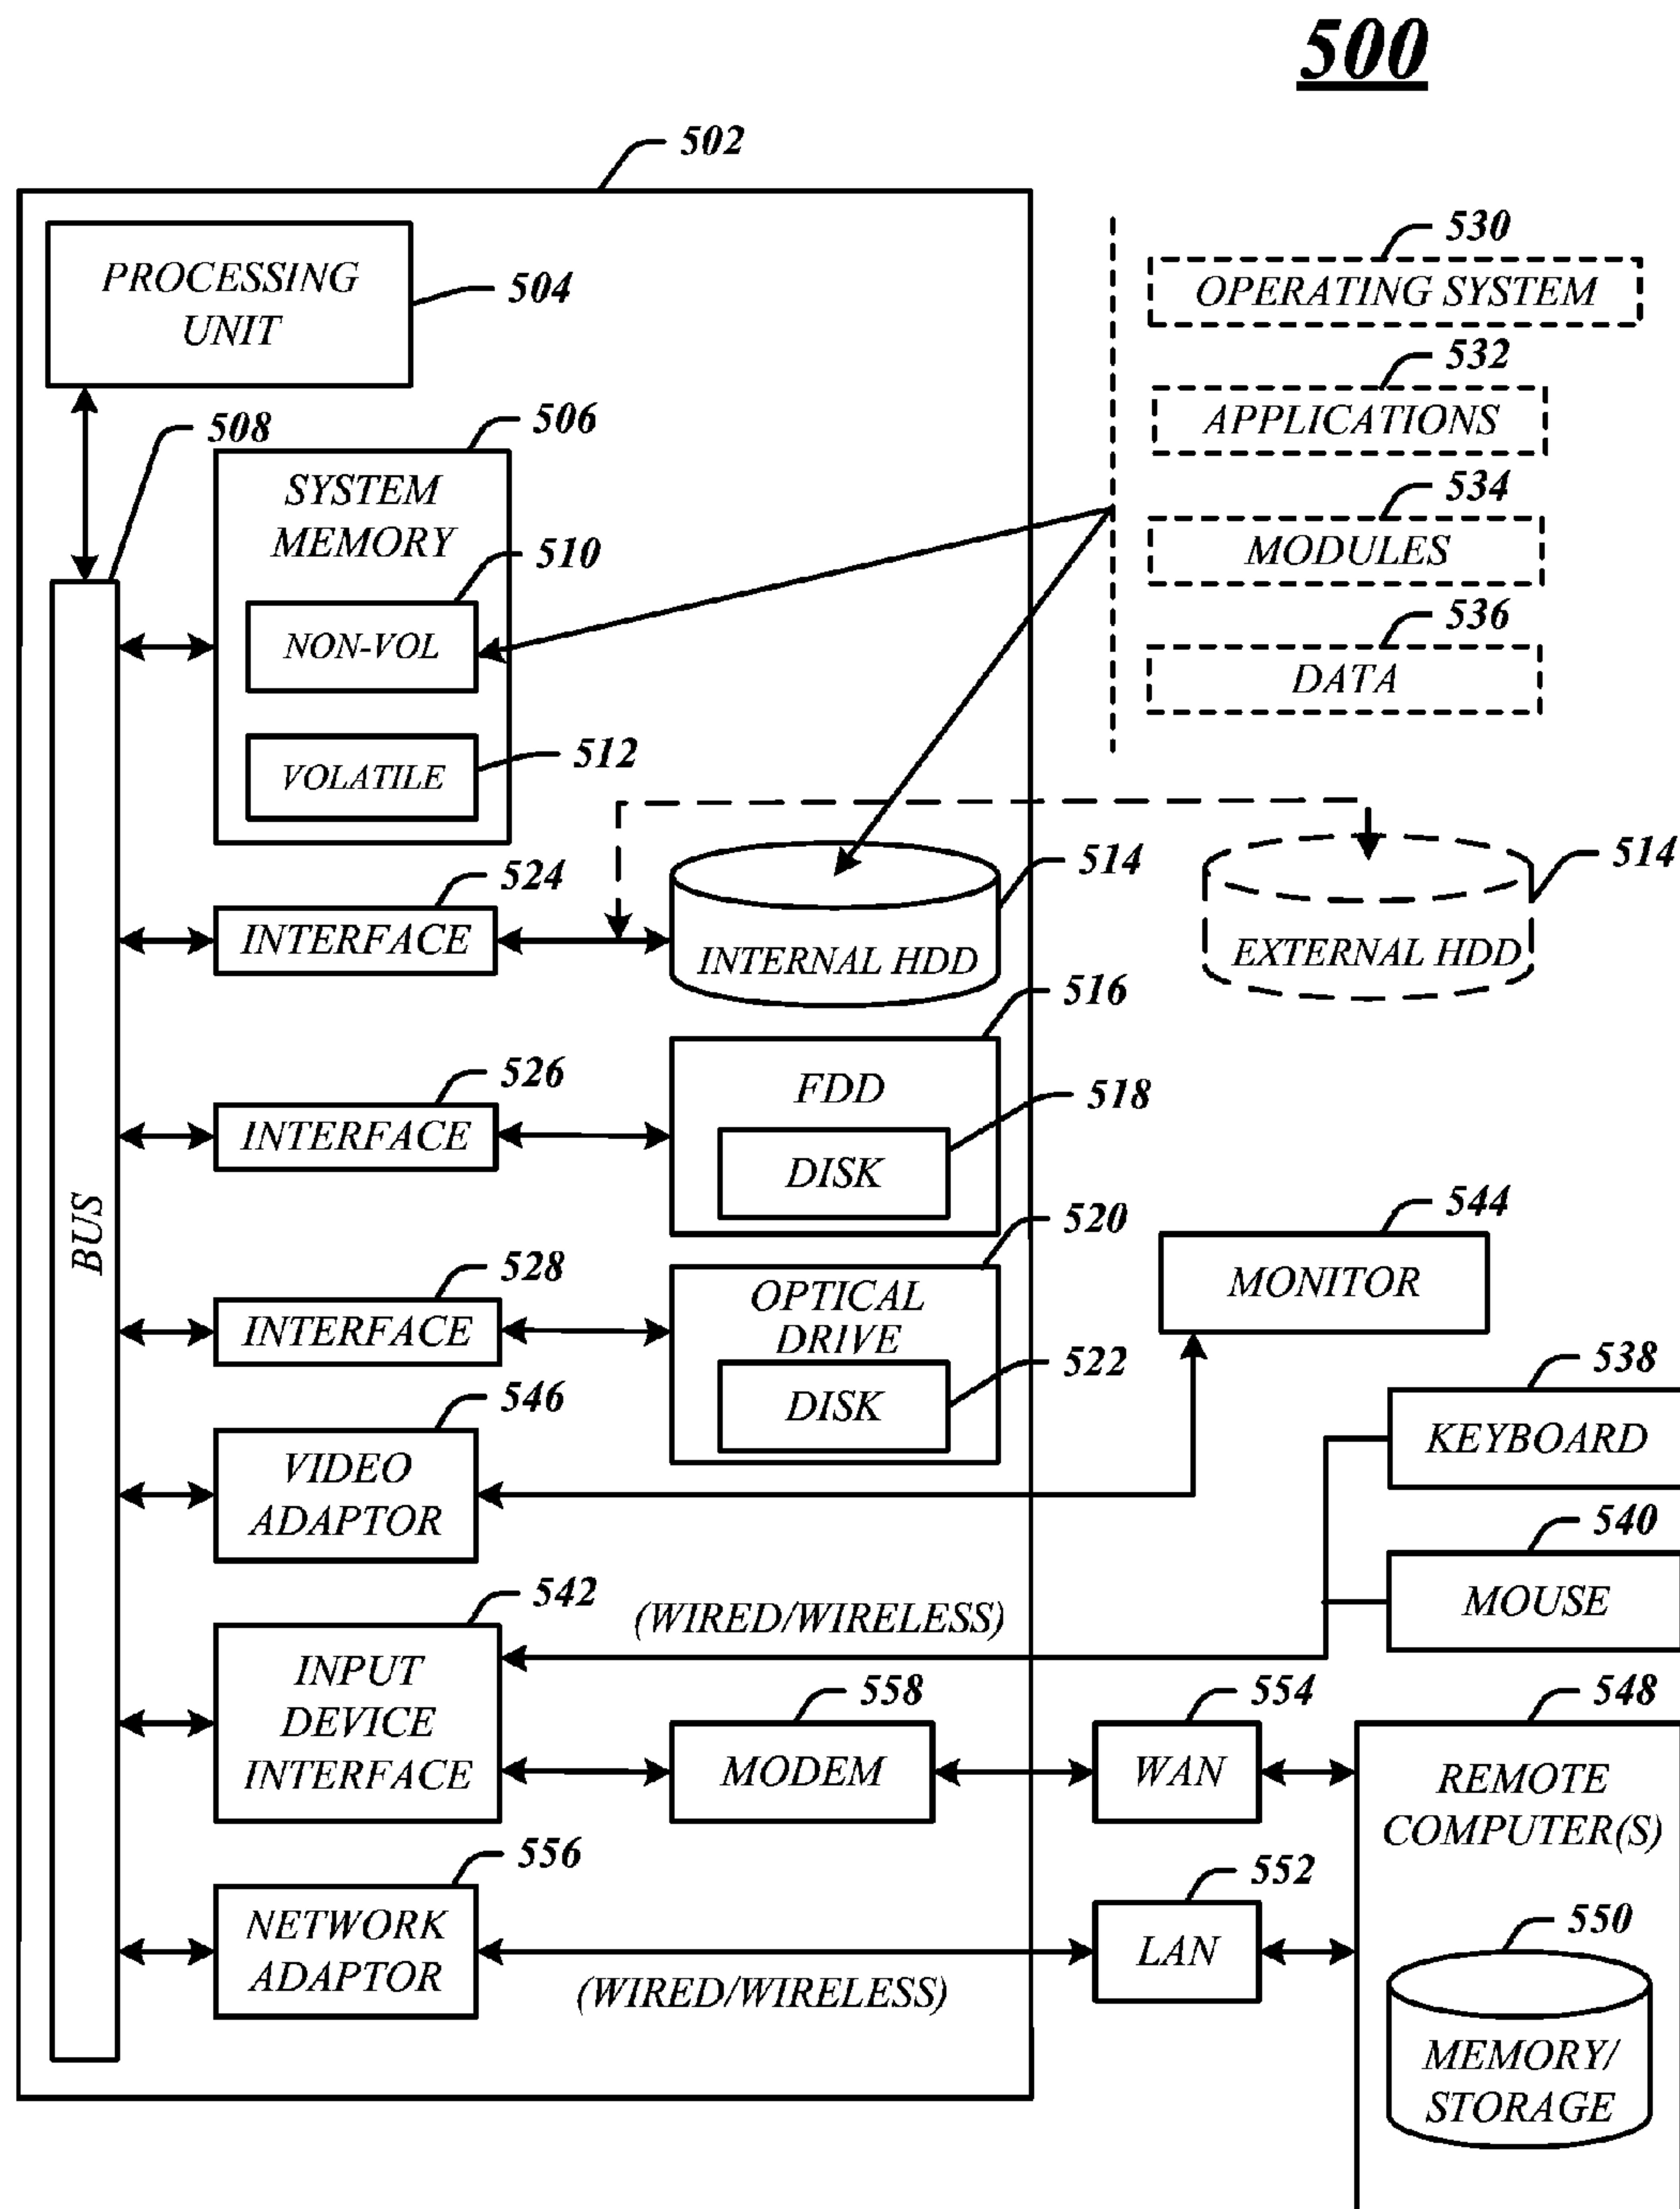 500
502
PROCESSING
UNIT
504
530
OPERATING SYSTEM
532
APPLICATIONS
534
MODULES
536
DATA
508
506
SYSTEM
MEMORY
510
NON-VOL
512
VOLATILE
524
INTERFACE
514
INTERNAL HDD
514
EXTERNAL HDD
516
526
INTERFACE
FDD
518
DISK
BUS
520
528
INTERFACE
OPTICAL
DRIVE
522
DISK
544
MONITOR
538
KEYBOARD
546
VIDEO
ADAPTOR
540
MOUSE
542
(WIRED/WIRELESS)
INPUT
DEVICE
INTERFACE
558
MODEM
554
WAN
548
REMOTE
COMPUTER(S)
556
NETWORK
ADAPTOR
(WIRED/WIRELESS)
552
LAN
550
MEMORY/
STORAGE